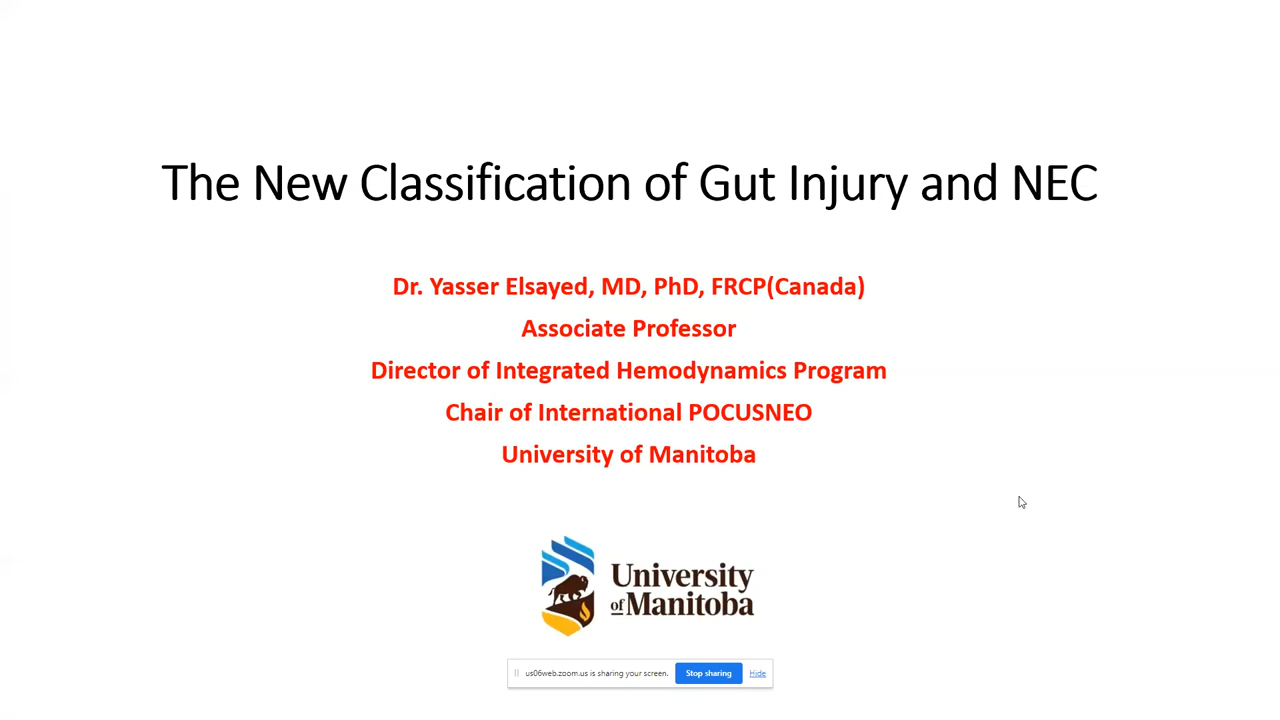 The New Classification of Gut Injury and NEC
Dr. Yasser Elsayed, MD, PhD, FRCP(Canada)
Associate Professor
Director of Integrated Hemodynamics Program
Chair of International POCUSNEO
University of Manitoba
University
of Manitoba
us06web.zoom.us is sharing your screen. Stop sharing Hide